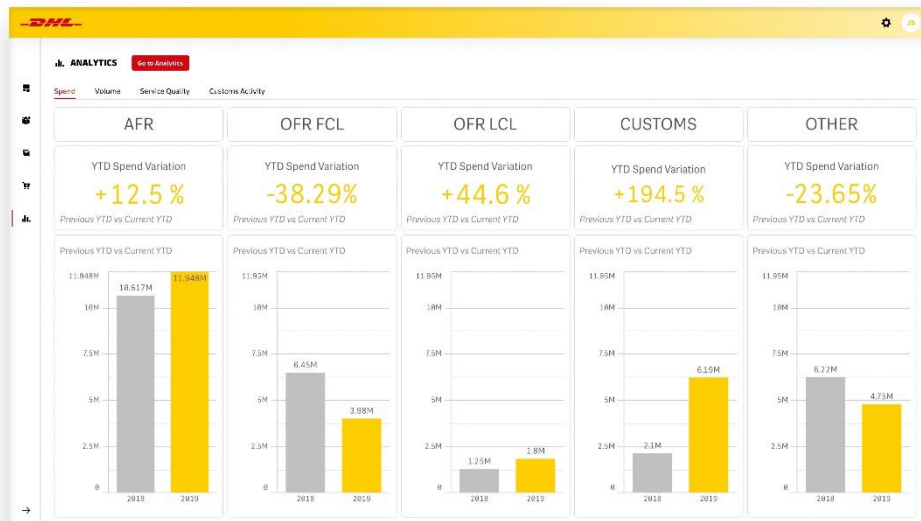 DHL
JS
ANALYTICS
Go to Analytics
Spend Volume Service Quality Customs Activity
AFR
YTD Spend Variation
+12.5 %
Previous YTD vs Current YTD
Previous YTD vs Current YTD
11.948M
10M
7.5M
5M
2.5M
0
18.617M
11.948M
2018 2019
OFR FCL
YTD Spend Variation
-38.29%
Previous YTD vs Current YTD
Previous YTD vs Current YTD
11.95M
10M
7.5M
5M
2.5M
0
6.45M
3.98M
2018 2019
OFR LCL
YTD Spend Variation
+44.6 %
Previous YTD vs Current YTD
Previous YTD vs Current YTD
11.95M
10M
7.5M
5M
2.5M
0
1.25M
1.8M
2018 2019
CUSTOMS
YTD Spend Variation
+194.5 %
Previous YTD vs Current YTD
Previous YTD vs Current YTD
11.95M
10M
7.5M
5M
2.5M
0
2.1M
6.19M
2018 2019
OTHER
YTD Spend Variation
-23.65%
Previous YTD vs Current YTD
Previous YTD vs Current YTD
11.95M
10M
7.5M
5M
2.5M
0
6.22M
4.75M
2018 2019